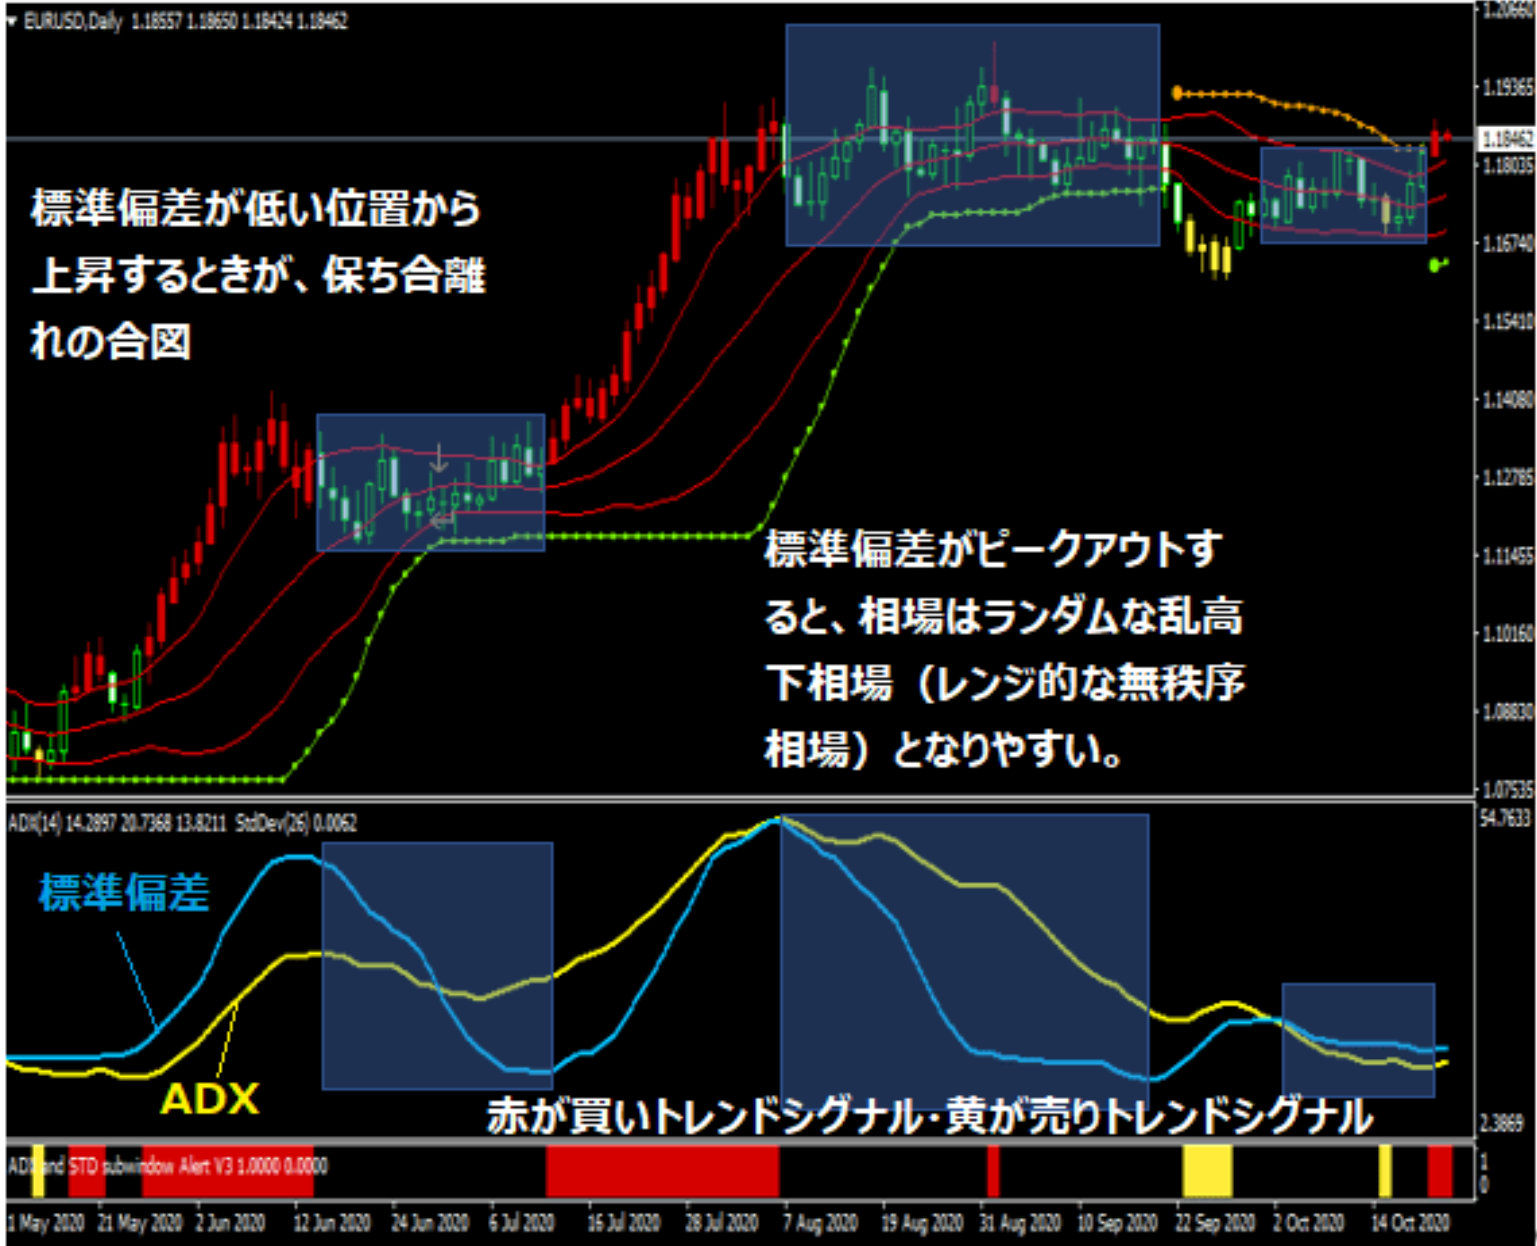 EURUSD,Daily 1.18557 1.18650 1.18424 1.18462
1.20660
1.19365
1.18462
1.18035
1.16740
1.15410
1.14080
1.12785
1.11455
1.10160
1.08830
1.07535
標準偏差が低い位置から
上昇するときが、保ち合離
れの合図
標準偏差がピークアウトす
ると、相場はランダムな乱高
下相場（レンジ的な無秩序
相場）となりやすい。
ADX(14) 14.2897 20.7368 13.8211 StdDev(26) 0.0062
54.7633
標準偏差
ADX
赤が買いトレンドシグナル・黄が売りトレンドシグナル
2.3869
ADX and STD subwindow Alert V3 1.0000 0.0000
1
0
1 May 2020 21 May 2020 2 Jun 2020 12 Jun 2020 24 Jun 2020 6 Jul 2020 16 Jul 2020 28 Jul 2020 7 Aug 2020 19 Aug 2020 31 Aug 2020 10 Sep 2020 22 Sep 2020 2 Oct 2020 14 Oct 2020